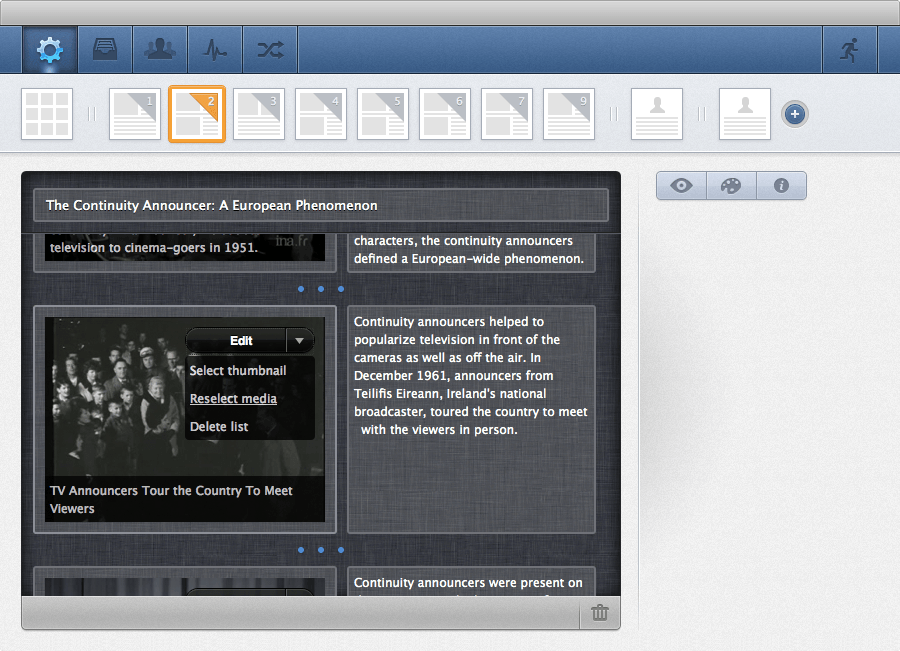 1
2
3
4
5
6
7
9
The Continuity Announcer: A European Phenomenon
television to cinema-goers in 1951.
ina.fr
characters, the continuity announcers
defined a European-wide phenomenon.
Edit
Select thumbnail
Reselect media
Delete list
TV Announcers Tour the Country To Meet
Viewers
Continuity announcers helped to
popularize television in front of the
cameras as well as off the air. In
December 1961, announcers from
Teilifís Eireann, Ireland's national
broadcaster, toured the country to meet
with the viewers in person.
Continuity announcers were present on